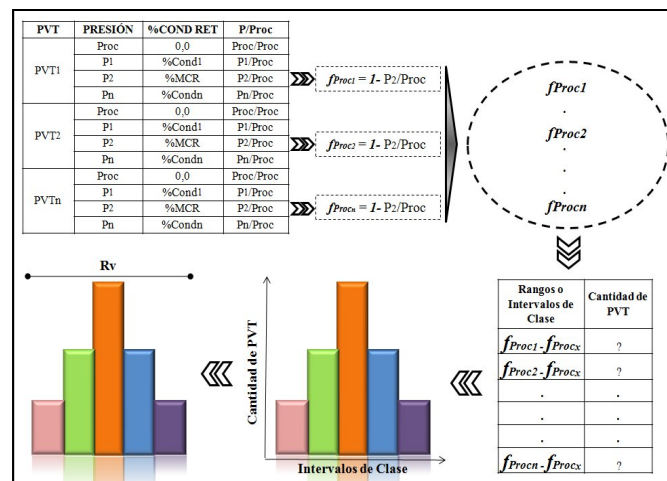 PVT PRESIÓN %COND RET P/Proc
PVT1
Proc 0,0 Proc/Proc
P1 %Cond1 P1/Proc
P2 %MCR P2/Proc
Pn %Condn Pn/Proc
PVT2
Proc 0,0 Proc/Proc
P1 %Cond1 P1/Proc
P2 %MCR P2/Proc
Pn %Condn Pn/Proc
PVTn
Proc 0,0 Proc/Proc
P1 %Cond1 P1/Proc
P2 %MCR P2/Proc
Pn %Condn Pn/Proc
fProc1 = 1- P2/Proc
fProc2 = 1- P2/Proc
fProcn = 1- P2/Proc
fProc1
.
fProc2
.
.
.
fProcn
Rangos o
Intervalos de
Clase
Cantidad de
PVT
fProc1 - fProcx ?
fProc2 - fProcx ?
. .
. .
. .
fProcn - fProcx ?
Cantidad de PVT
Intervalos de Clase
Rv